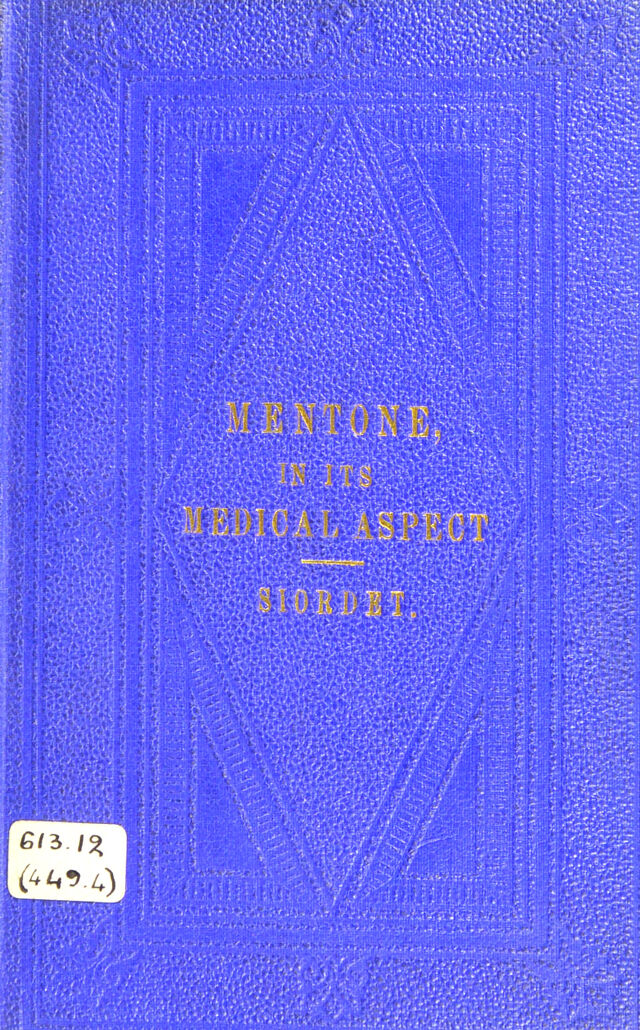 MENTONE,
IN ITS
MEDICAL ASPECT
SIORDET.
613.12
(449.4)